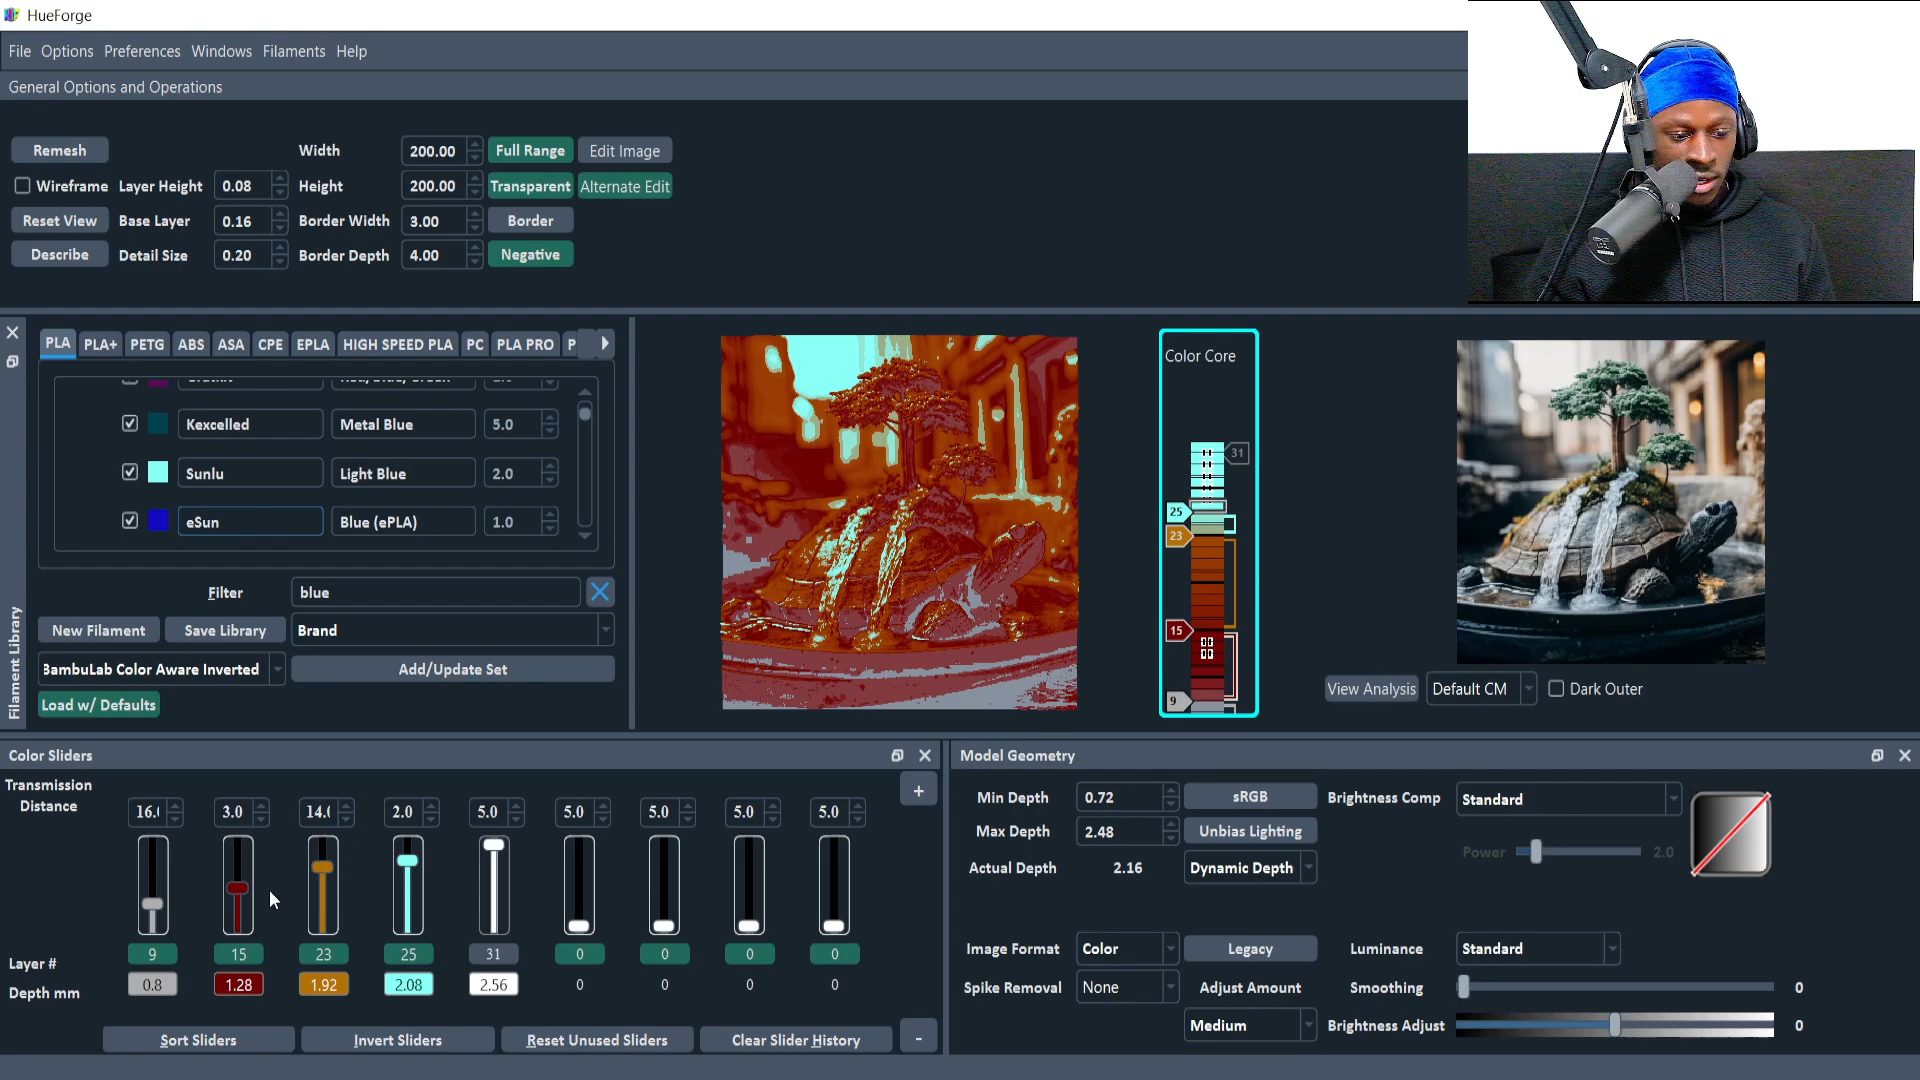 HueForge
File Options Preferences Windows Filaments Help
General Options and Operations
Remesh Width 200.00 Full Range Edit Image
Wireframe Layer Height 0.08 Height 200.00 Transparent Alternate Edit
Reset View Base Layer 0.16 Border Width 3.00 Border
Describe Detail Size 0.20 Border Depth 4.00 Negative
PLA PLA+ PETG ABS ASA CPE EPLA HIGH SPEED PLA PC PLA PRO P
Kexcelled Metal Blue 5.0
Sunlu Light Blue 2.0
eSun Blue (ePLA) 1.0
Filter blue
New Filament Save Library Brand
BambuLab Color Aware Inverted Add/Update Set
Load w/ Defaults
Filament Library
Color Core
31
25
23
15
9
View Analysis Default CM Dark Outer
Color Sliders
Transmission
Distance
16.0 3.0 14.0 2.0 5.0 5.0 5.0 5.0 5.0 +
Layer # 9 15 23 25 31 0 0 0 0
Depth mm 0.8 1.28 1.92 2.08 2.56 0 0 0 0
Sort Sliders Invert Sliders Reset Unused Sliders Clear Slider History -
Model Geometry
Min Depth 0.72 sRGB Brightness Comp Standard
Max Depth 2.48 Unbias Lighting Power 2.0
Actual Depth 2.16 Dynamic Depth
Image Format Color Legacy Luminance Standard
Spike Removal None Adjust Amount Smoothing 0
Medium Brightness Adjust 0